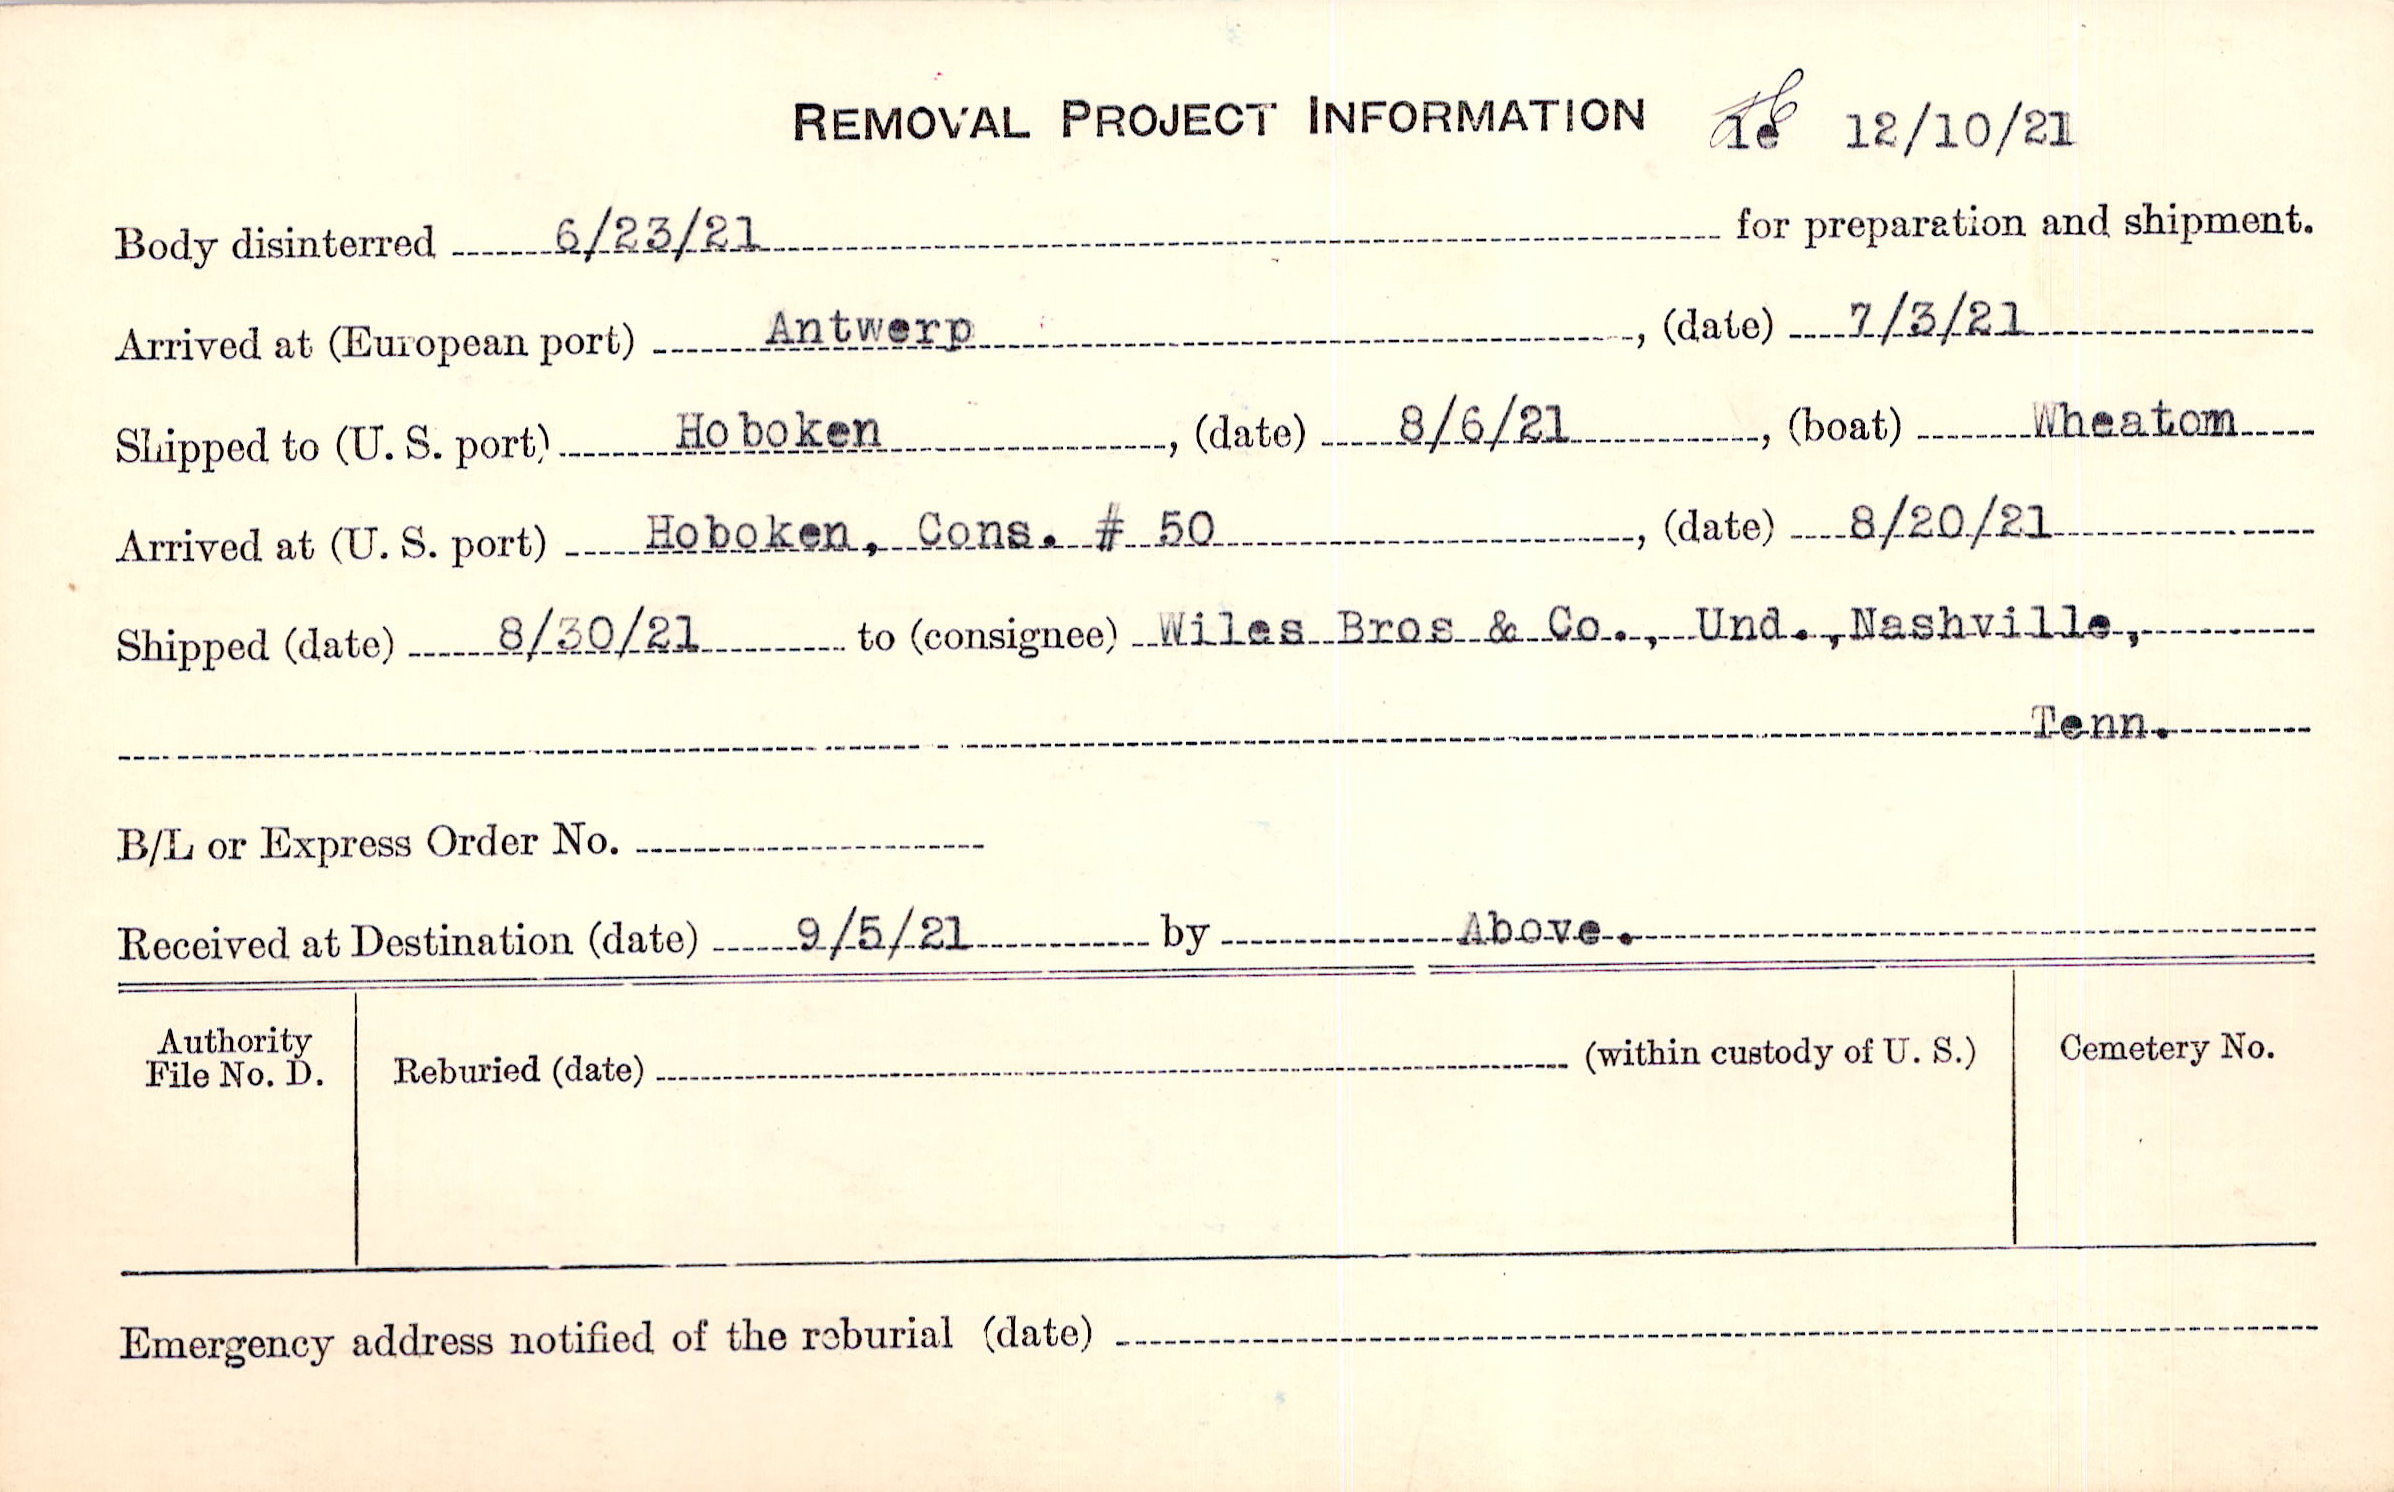 REMOVAL PROJECT INFORMATION le 12/10/21
Body disinterred 6/23/21 for preparation and shipment.
Arrived at (European port) Antwerp, (date) 7/3/21
Shipped to (U. S. port) Hoboken, (date) 8/6/21, (boat) Wheatom
Arrived at (U. S. port) Hoboken, Cons. # 50, (date) 8/20/21
Shipped (date) 8/30/21 to (consignee) Wiles Bros & Co., Und., Nashville,
Tenn.
B/L or Express Order No.
Received at Destination (date) 9/5/21 by Above.
Authority
File No. D.
Reburied (date) (within custody of U. S.)
Cemetery No.
Emergency address notified of the reburial (date)